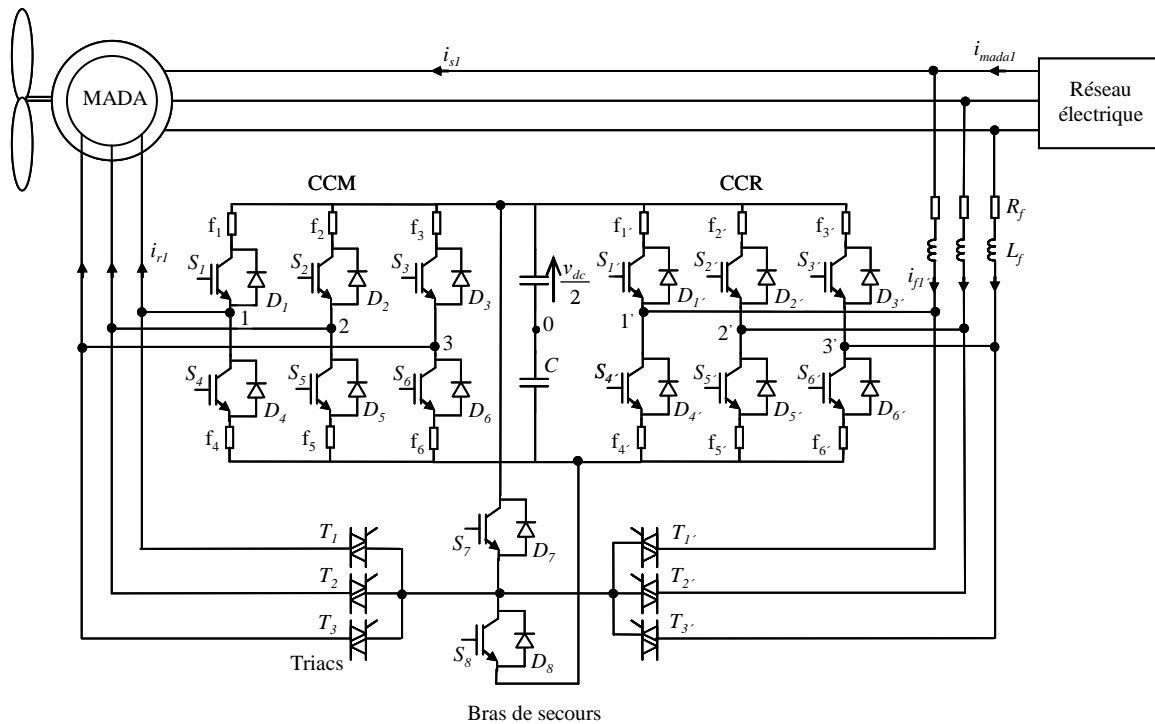 i_s1
i_mada1
MADA
Réseau
électrique
CCM
CCR
f_1
f_2
f_3
f_1´
f_2´
f_3´
R_f
L_f
i_r1
S_1
S_2
S_3
v_dc
2
S_1´
S_2´
S_3´
i_f1´
D_1
D_2
D_3
D_1´
D_2´
D_3´
1
2
3
0
1'
2'
3'
C
S_4
S_5
S_6
S_4´
S_5´
S_6´
D_4
D_5
D_6
D_4´
D_5´
D_6´
f_4
f_5
f_6
f_4´
f_5´
f_6´
T_1
S_7
D_7
T_1´
T_2
T_2´
T_3
T_3´
S_8
D_8
Triacs
Bras de secours